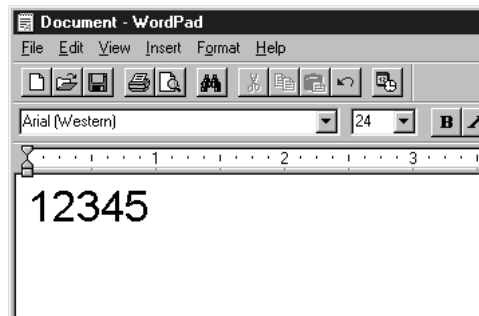 Document - WordPad
File Edit View Insert Format Help
Arial (Western) 24 B
1 2 3
12345